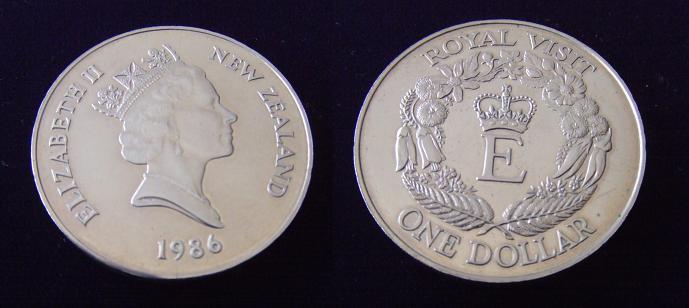 ELIZABETH II
NEW ZEALAND
1986
ROYAL VISIT
E
ONE DOLLAR